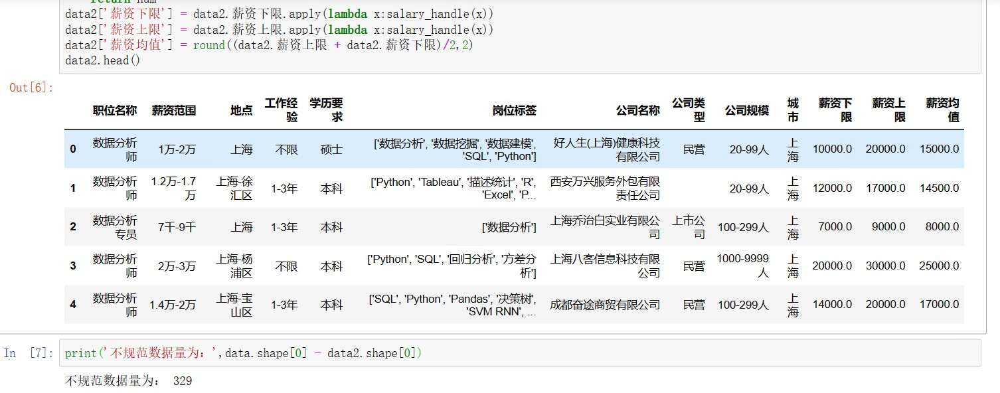 return num
data2['薪资下限'] = data2.薪资下限.apply(lambda x:salary_handle(x))
data2['薪资上限'] = data2.薪资上限.apply(lambda x:salary_handle(x))
data2['薪资均值'] = round((data2.薪资上限 + data2.薪资下限)/2,2)
data2.head()
Out[6]:
职位名称 薪资范围 地点 工作经验 学历要求 岗位标签 公司名称 公司类型 公司规模 城市 薪资下限 薪资上限 薪资均值
0 数据分析师 1万-2万 上海 不限 硕士 ['数据分析', '数据挖掘', '数据建模', 'SQL', 'Python'] 好人生(上海)健康科技有限公司 民营 20-99人 上海 10000.0 20000.0 15000.0
1 数据分析师 1.2万-1.7万 上海-徐汇区 1-3年 本科 ['Python', 'Tableau', '描述统计', 'R', 'Excel', 'P... 西安万兴服务外包有限责任公司 20-99人 上海 12000.0 17000.0 14500.0
2 数据分析专员 7千-9千 上海 1-3年 本科 ['数据分析'] 上海乔治白实业有限公司 上市公司 100-299人 上海 7000.0 9000.0 8000.0
3 数据分析师 2万-3万 上海-杨浦区 不限 本科 ['Python', 'SQL', '回归分析', '方差分析'] 上海八客信息科技有限公司 民营 1000-9999人 上海 20000.0 30000.0 25000.0
4 数据分析师 1.4万-2万 上海-宝山区 1-3年 本科 ['SQL', 'Python', 'Pandas', '决策树', 'SVM RNN', ... 成都奋途商贸有限公司 民营 100-299人 上海 14000.0 20000.0 17000.0
In [7]: print('不规范数据量为：',data.shape[0] - data2.shape[0])
不规范数据量为： 329